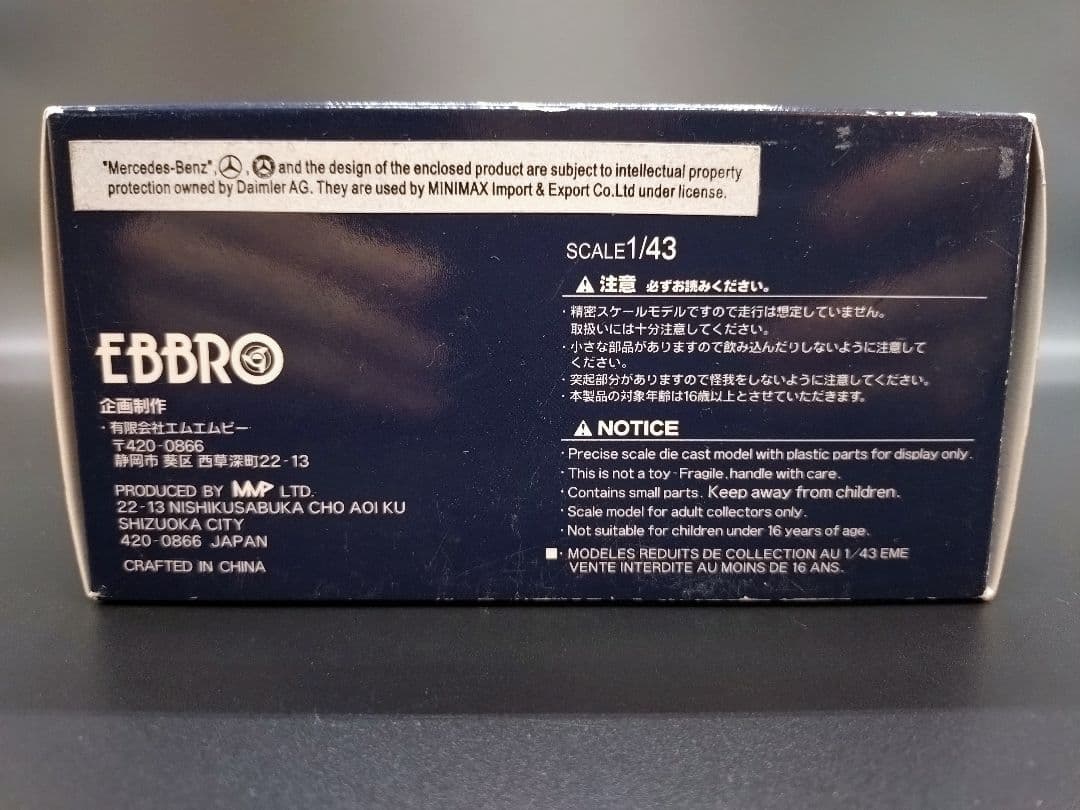 "Mercedes-Benz", , and the design of the enclosed product are subject to intellectual property
protection owned by Daimler AG. They are used by MINIMAX Import & Export Co.Ltd under license.
EBBRO
企画制作
・有限会社エムエムピー
〒420-0866
静岡市 葵区 西草深町22-13
PRODUCED BY MMP LTD.
22-13 NISHIKUSABUKA CHO AOI KU
SHIZUOKA CITY
420-0866 JAPAN
CRAFTED IN CHINA
SCALE1/43
注意 必ずお読みください。
・精密スケールモデルですので走行は想定していません。
取扱いには十分注意してください。
・小さな部品がありますので飲み込んだりしないように注意して
ください。
・突起部分がありますので怪我をしないように注意してください。
・本製品の対象年齢は16歳以上とさせていただきます。
NOTICE
・Precise scale die cast model with plastic parts for display only.
・This is not a toy - Fragile, handle with care.
・Contains small parts. Keep away from children.
・Scale model for adult collectors only.
・Not suitable for children under 16 years of age.
・MODELES REDUITS DE COLLECTION AU 1/43 EME
VENTE INTERDITE AU MOINS DE 16 ANS.